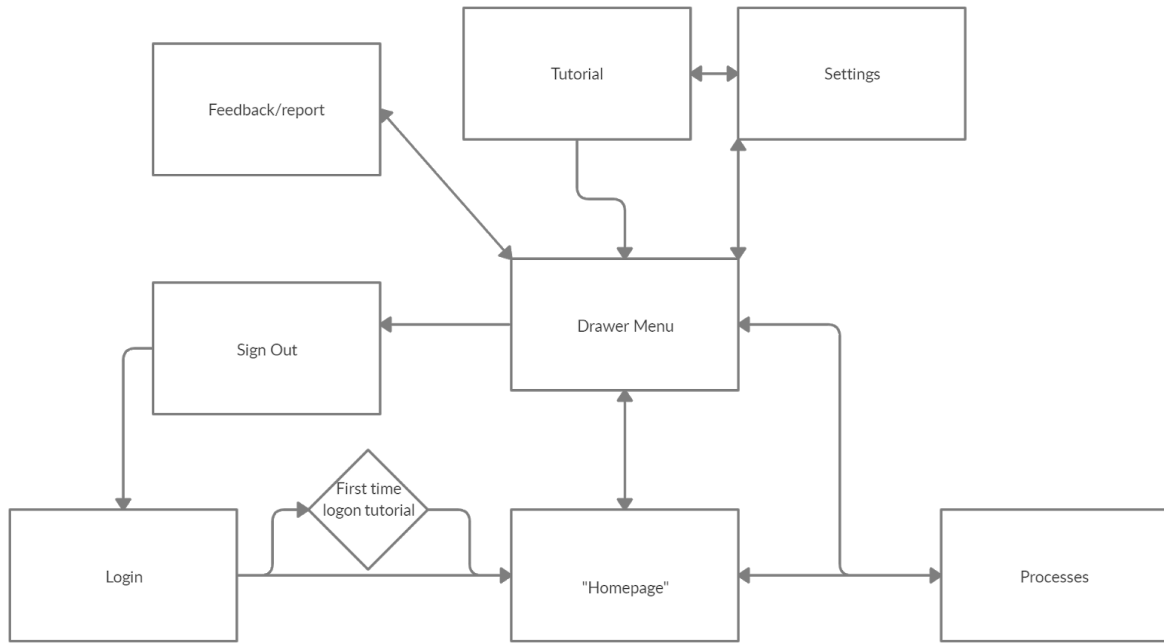 Tutorial
Settings
Feedback/report
Drawer Menu
Sign Out
First time
logon tutorial
Login
"Homepage"
Processes